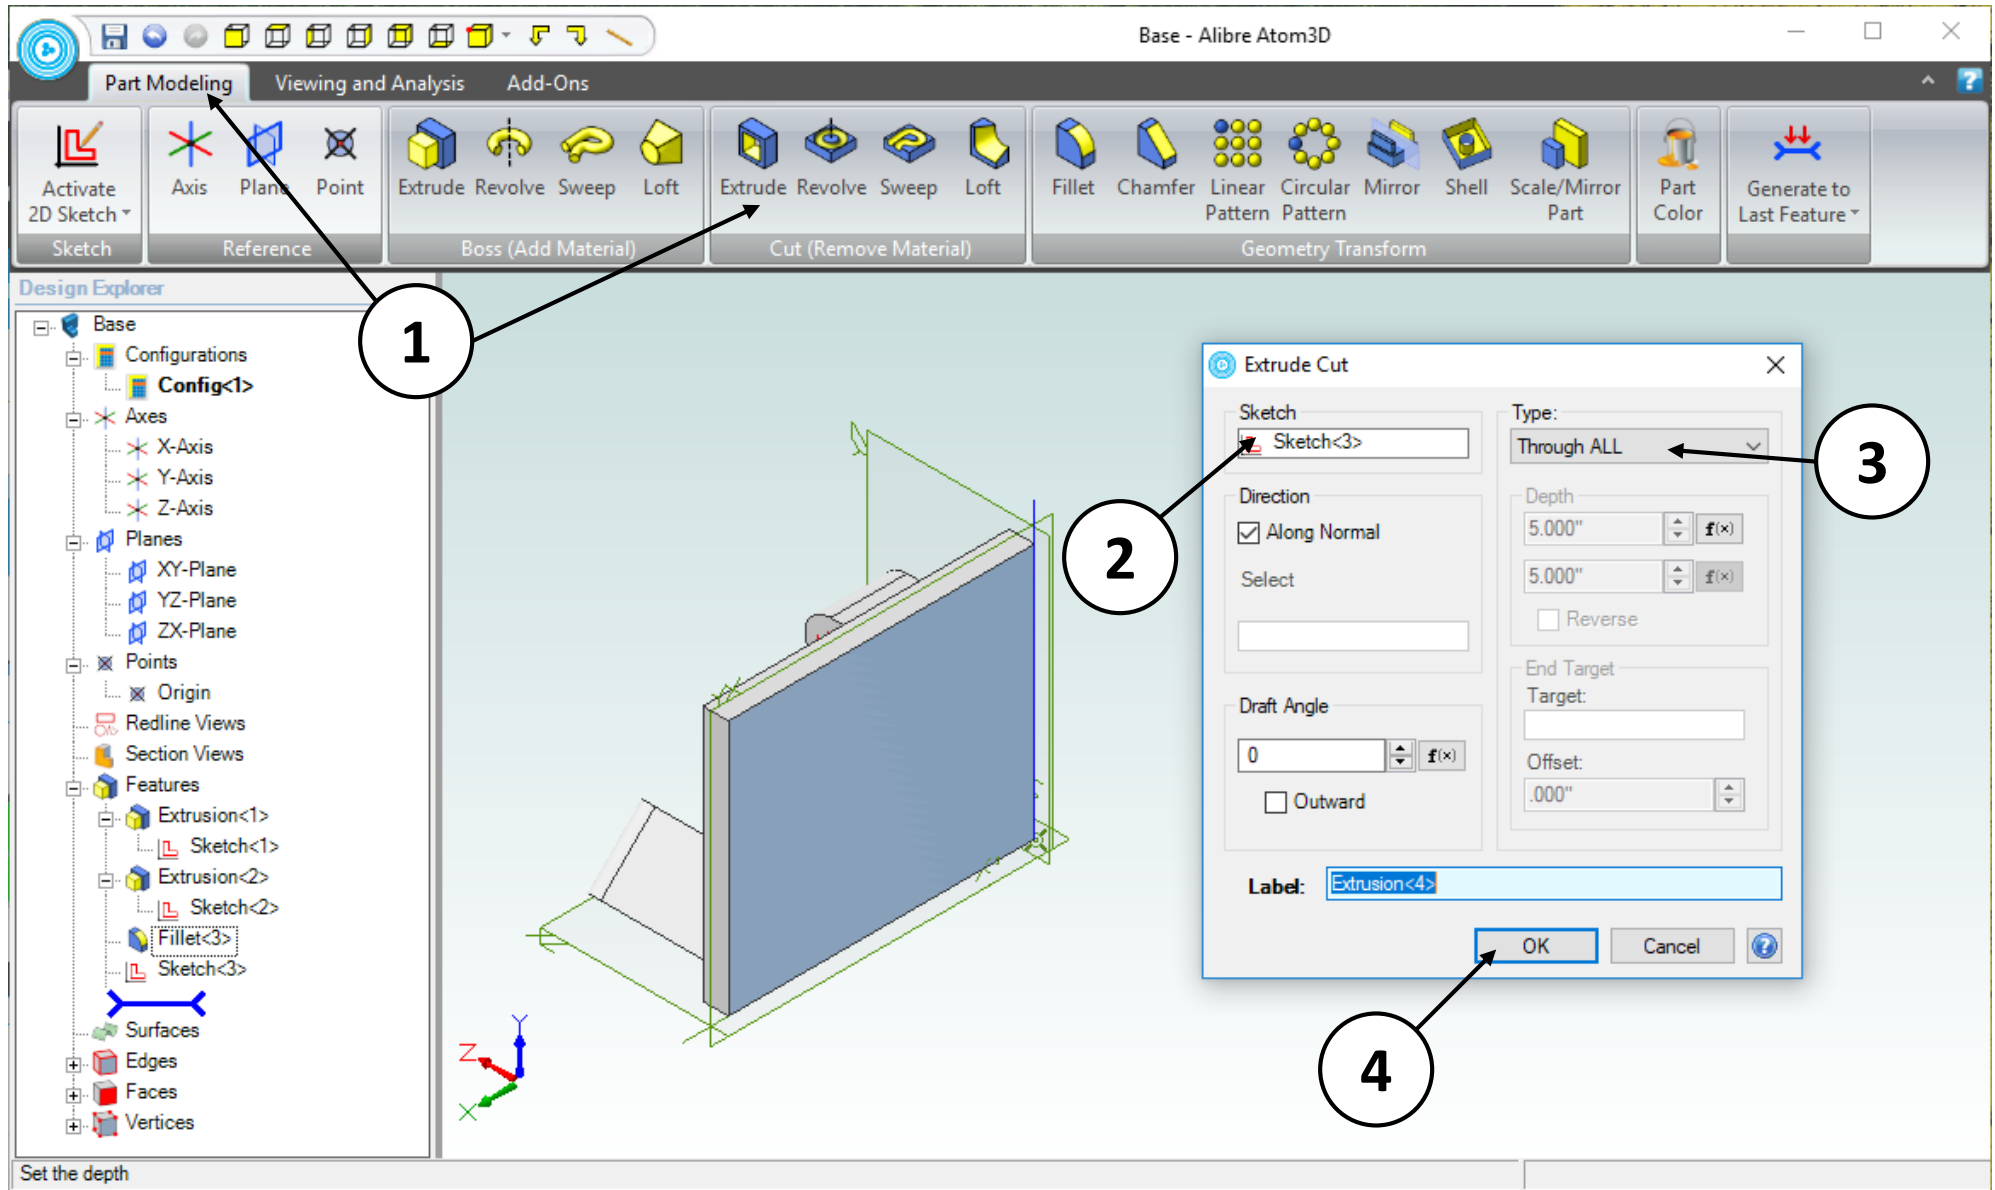 Base - Alibre Atom3D
Part Modeling Viewing and Analysis Add-Ons
Activate 2D Sketch
Axis Plane Point
Extrude Revolve Sweep Loft
Extrude Revolve Sweep Loft
Fillet Chamfer Linear Pattern Circular Pattern Mirror Shell Scale/Mirror Part
Part Color
Generate to Last Feature
Sketch Reference Boss (Add Material) Cut (Remove Material) Geometry Transform
Design Explorer
Base
Configurations
Config<1>
Axes
X-Axis
Y-Axis
Z-Axis
Planes
XY-Plane
YZ-Plane
ZX-Plane
Points
Origin
Redline Views
Section Views
Features
Extrusion<1>
Sketch<1>
Extrusion<2>
Sketch<2>
Fillet<3>
Sketch<3>
Surfaces
Edges
Faces
Vertices
1
2
3
4
Y
Z
X
Extrude Cut
Sketch
Sketch<3>
Direction
Along Normal
Select
Draft Angle
0
f(x)
Outward
Type:
Through ALL
Depth
5.000"
f(x)
5.000"
f(x)
Reverse
End Target
Target:
Offset:
.000"
Label: Extrusion<4>
OK Cancel
Set the depth